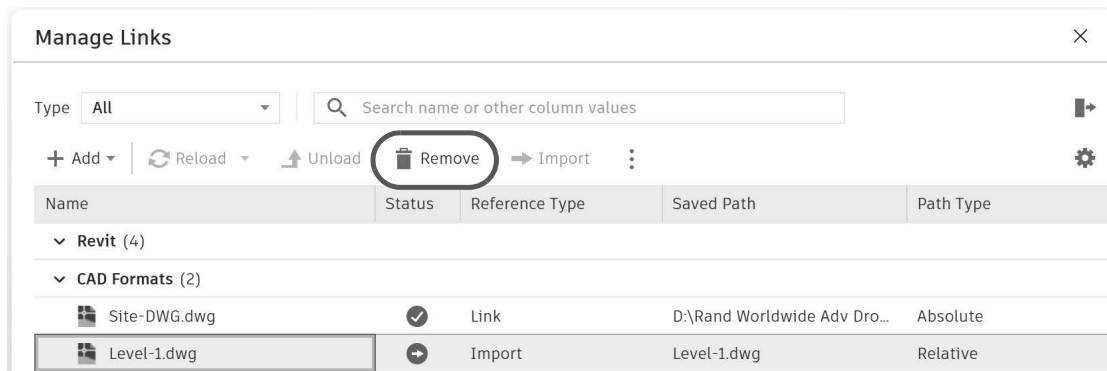 Manage Links
Type All Search name or other column values
Add Reload Unload Remove Import
Name Status Reference Type Saved Path Path Type
Revit (4)
CAD Formats (2)
Site-DWG.dwg Link D:\Rand Worldwide Adv Dro... Absolute
Level-1.dwg Import Level-1.dwg Relative